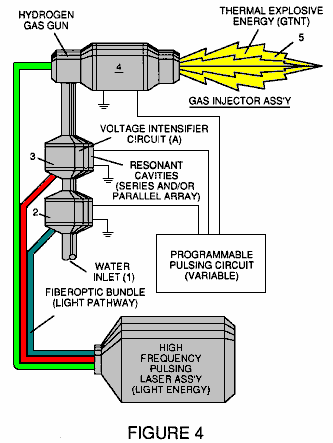 HYDROGEN
GAS GUN
THERMAL EXPLOSIVE
ENERGY (GTNT)
4
5
GAS INJECTOR ASS'Y
VOLTAGE INTENSIFIER
CIRCUIT (A)
3
RESONANT
CAVITIES
(SERIES AND/OR
PARALLEL ARRAY)
2
WATER
INLET (1)
PROGRAMMABLE
PULSING CIRCUIT
(VARIABLE)
FIBEROPTIC BUNDLE
(LIGHT PATHWAY)
HIGH
FREQUENCY
PULSING
LASER ASS'Y
(LIGHT ENERGY)
FIGURE 4